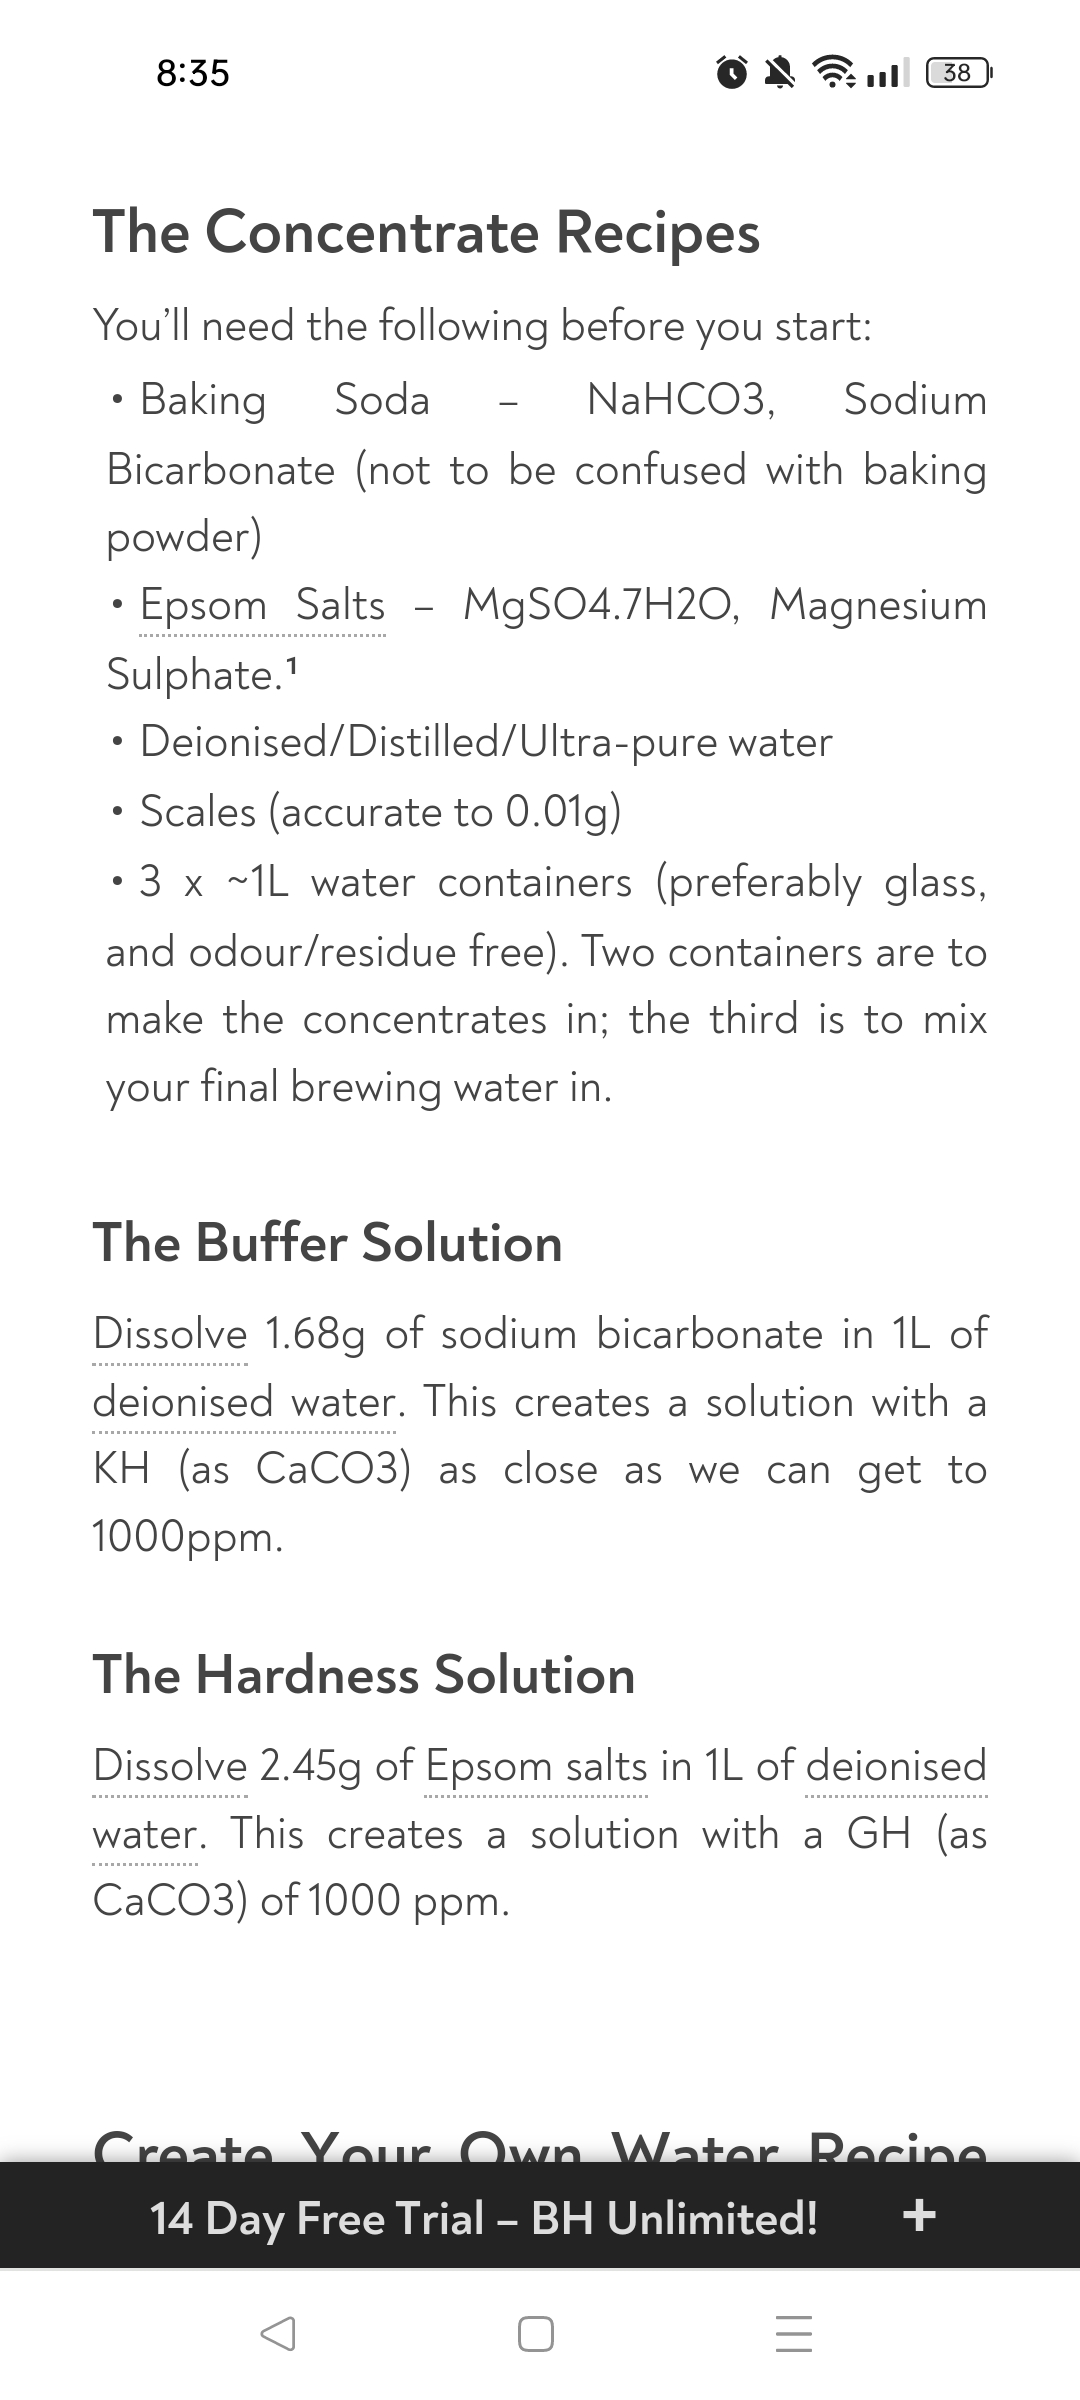 8:35
38
The Concentrate Recipes
You’ll need the following before you start:
• Baking Soda – NaHCO3, Sodium
Bicarbonate (not to be confused with baking
powder)
• Epsom Salts – MgSO4.7H2O, Magnesium
Sulphate.¹
• Deionised/Distilled/Ultra-pure water
• Scales (accurate to 0.01g)
• 3 x ~1L water containers (preferably glass,
and odour/residue free). Two containers are to
make the concentrates in; the third is to mix
your final brewing water in.
The Buffer Solution
Dissolve 1.68g of sodium bicarbonate in 1L of
deionised water. This creates a solution with a
KH (as CaCO3) as close as we can get to
1000ppm.
The Hardness Solution
Dissolve 2.45g of Epsom salts in 1L of deionised
water. This creates a solution with a GH (as
CaCO3) of 1000 ppm.
Create Your Own Water Recipe
14 Day Free Trial – BH Unlimited! +